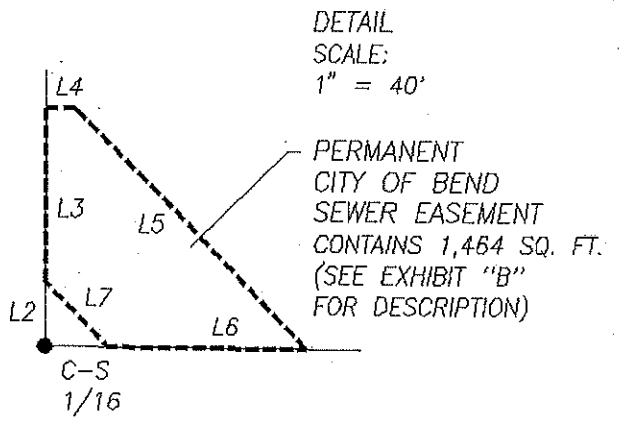 DETAIL
SCALE:
1" = 40'
L4
PERMANENT
CITY OF BEND
SEWER EASEMENT
CONTAINS 1,464 SQ. FT.
(SEE EXHIBIT "B"
FOR DESCRIPTION)
L3
L5
L7
L2
L6
C-S
1/16